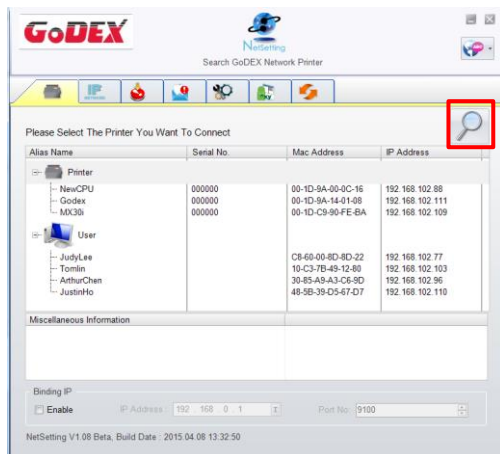 GoDEX
NetSetting
Search GoDEX Network Printer
IP
Please Select The Printer You Want To Connect
Alias Name Serial No. Mac Address IP Address
Printer
NewCPU 000000 00-1D-9A-00-0C-16 192.168.102.88
Godex 000000 00-1D-9A-14-01-08 192.168.102.111
MX30i 000000 00-1D-C9-90-FE-BA 192.168.102.109
User
JudyLee C8-60-00-8D-8D-22 192.168.102.77
Tomlin 10-C3-7B-49-12-80 192.168.102.103
ArthurChen 30-85-A9-A3-C6-9D 192.168.102.96
JustinHo 48-5B-39-D5-67-D7 192.168.102.110
Miscellaneous Information
Binding IP
Enable IP Address : 192 . 168 . 0 . 1 Port No: 9100
NetSetting V1.08 Beta, Build Date : 2015.04.08 13:32:50